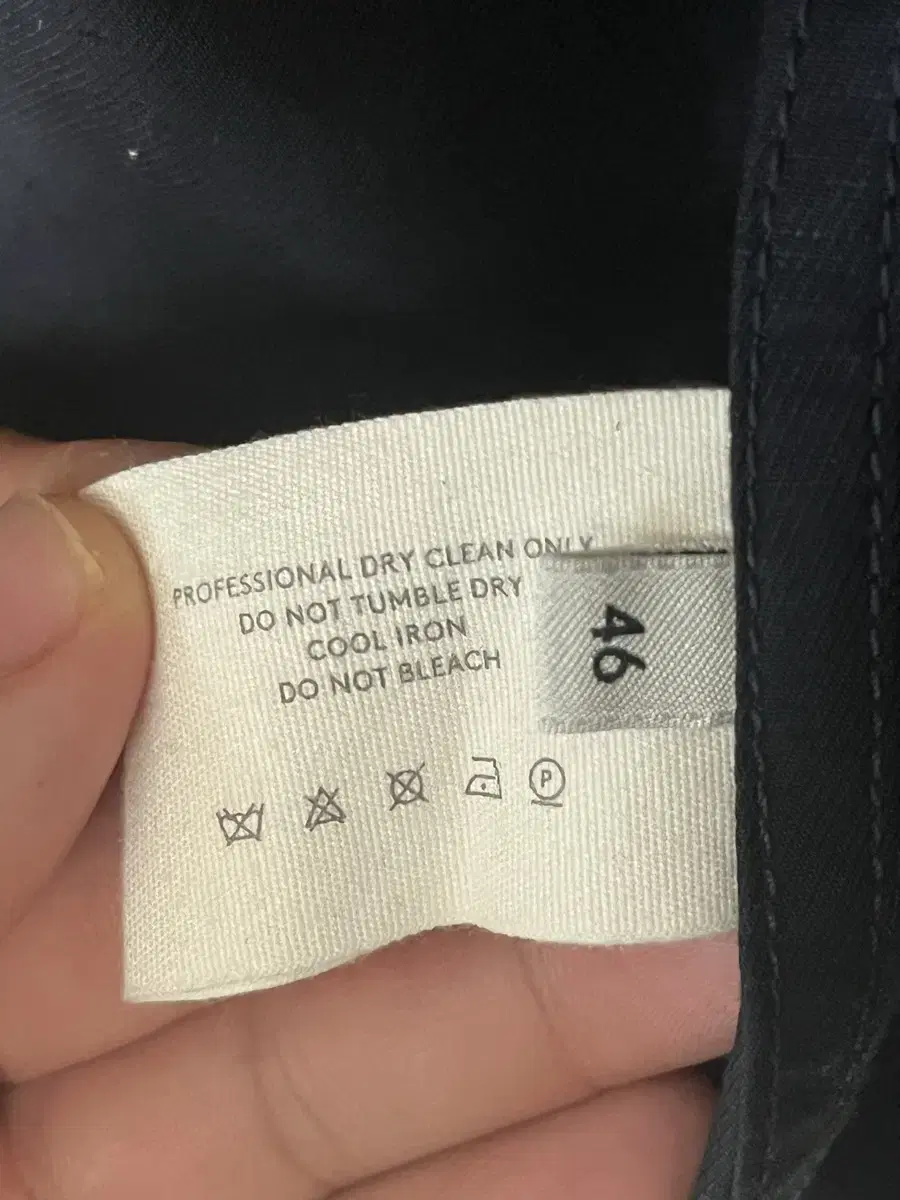 PROFESSIONAL DRY CLEAN ONLY
DO NOT TUMBLE DRY
COOL IRON
DO NOT BLEACH
46
P